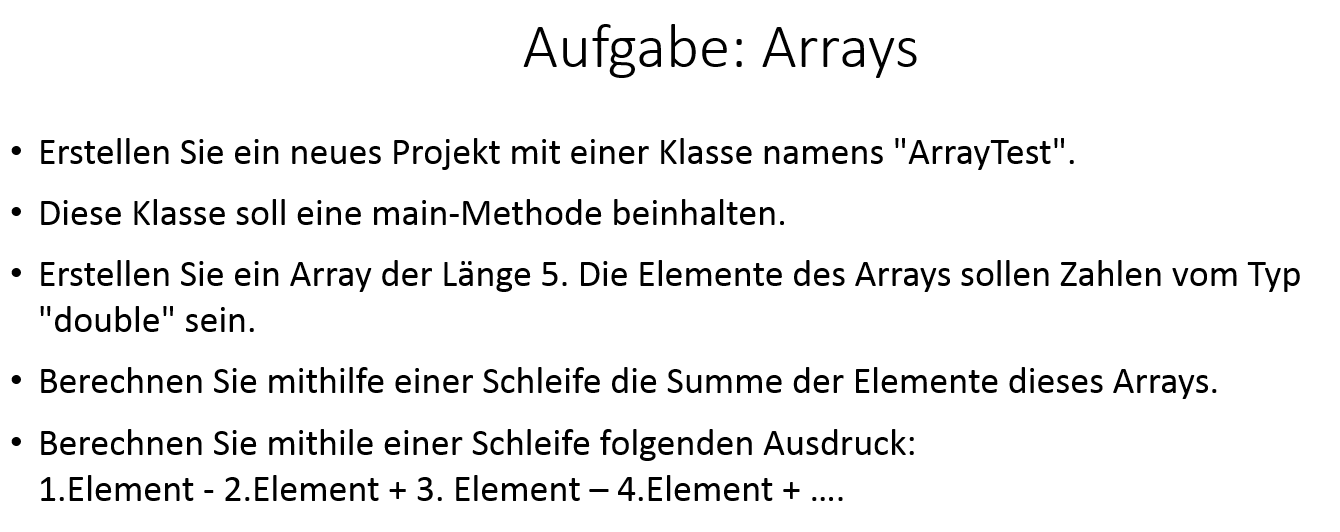 Aufgabe: Arrays
• Erstellen Sie ein neues Projekt mit einer Klasse namens "ArrayTest".
• Diese Klasse soll eine main-Methode beinhalten.
• Erstellen Sie ein Array der Länge 5. Die Elemente des Arrays sollen Zahlen vom Typ
"double" sein.
• Berechnen Sie mithilfe einer Schleife die Summe der Elemente dieses Arrays.
• Berechnen Sie mithile einer Schleife folgenden Ausdruck:
1.Element - 2.Element + 3. Element – 4.Element + ....